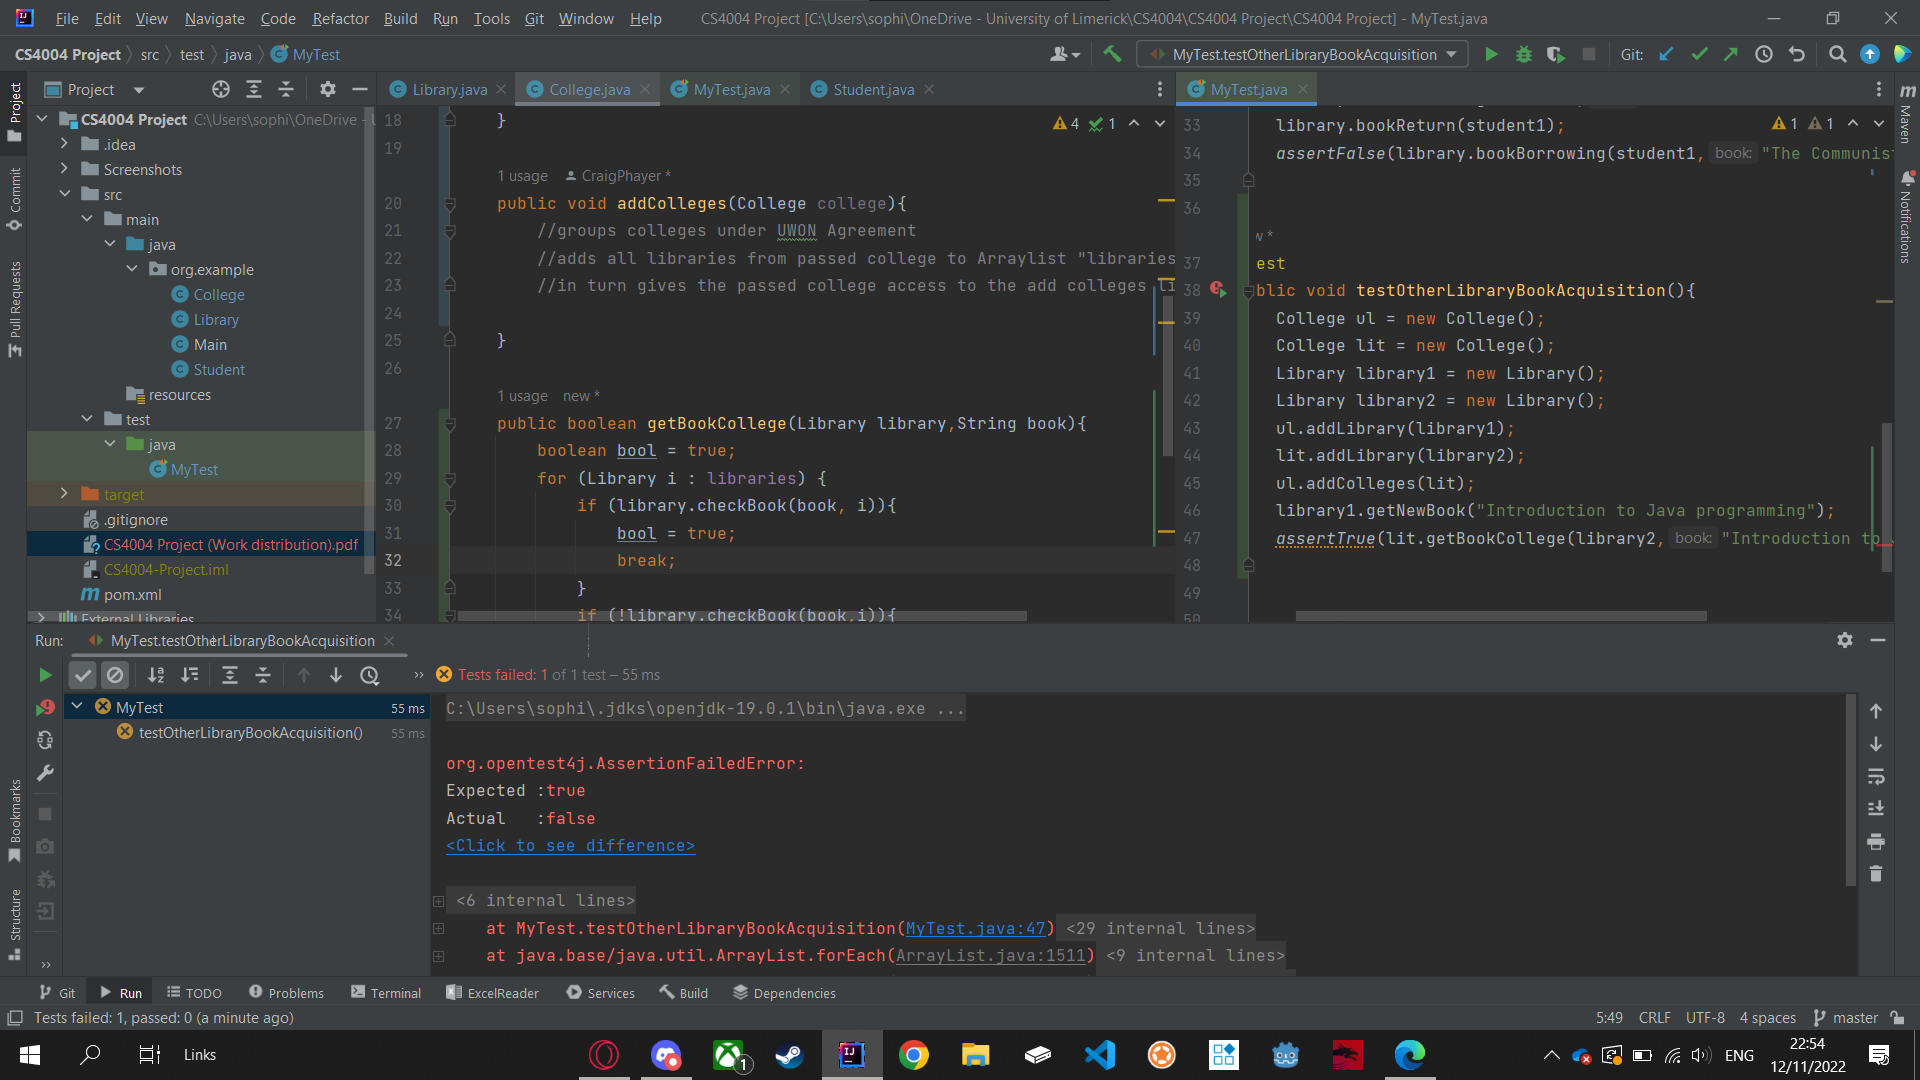 File Edit View Navigate Code Refactor Build Run Tools Git Window Help CS4004 Project [C:\Users\sophi\OneDrive - University of Limerick\CS4004\CS4004 Project\CS4004 Project] - MyTest.java
CS4004 Project src test java MyTest
MyTest.testOtherLibraryBookAcquisition
Git:
Project
Library.java College.java MyTest.java Student.java
MyTest.java
CS4004 Project C:\Users\sophi\OneDrive -
.idea
Screenshots
src
main
java
org.example
College
Library
Main
Student
resources
test
java
MyTest
target
.gitignore
CS4004 Project (Work distribution).pdf
CS4004-Project.iml
pom.xml
External Libraries
Project
Commit
Pull Requests
Bookmarks
Structure
4 1
18 }
19
1 usage CraigPhayer *
20 public void addColleges(College college){
21 //groups colleges under UWON Agreement
22 //adds all libraries from passed college to Arraylist "libraries
23 //in turn gives the passed college access to the add colleges li
24
25 }
26
1 usage new *
27 public boolean getBookCollege(Library library,String book){
28 boolean bool = true;
29 for (Library i : libraries) {
30 if (library.checkBook(book, i)){
31 bool = true;
32 break;
33 }
34 if (!library.checkBook(book,i)){
1 1
33 library.bookReturn(student1);
34 assertFalse(library.bookBorrowing(student1, book: "The Communis
35
36
w *
37 est
38 blic void testOtherLibraryBookAcquisition(){
39 College ul = new College();
40 College lit = new College();
41 Library library1 = new Library();
42 Library library2 = new Library();
43 ul.addLibrary(library1);
44 lit.addLibrary(library2);
45 ul.addColleges(lit);
46 library1.getNewBook("Introduction to Java programming");
47 assertTrue(lit.getBookCollege(library2, book: "Introduction to
48
49
50
m Maven
Notifications
Run: MyTest.testOtherLibraryBookAcquisition
Tests failed: 1 of 1 test – 55 ms
MyTest 55 ms
testOtherLibraryBookAcquisition() 55 ms
C:\Users\sophi\.jdks\openjdk-19.0.1\bin\java.exe ...
org.opentest4j.AssertionFailedError:
Expected :true
Actual :false
<Click to see difference>
<6 internal lines>
at MyTest.testOtherLibraryBookAcquisition(MyTest.java:47) <29 internal lines>
at java.base/java.util.ArrayList.forEach(ArrayList.java:1511) <9 internal lines>
Git Run TODO Problems Terminal ExcelReader Services Build Dependencies
Tests failed: 1, passed: 0 (a minute ago)
5:49 CRLF UTF-8 4 spaces master
Links
1
ENG
22:54
12/11/2022